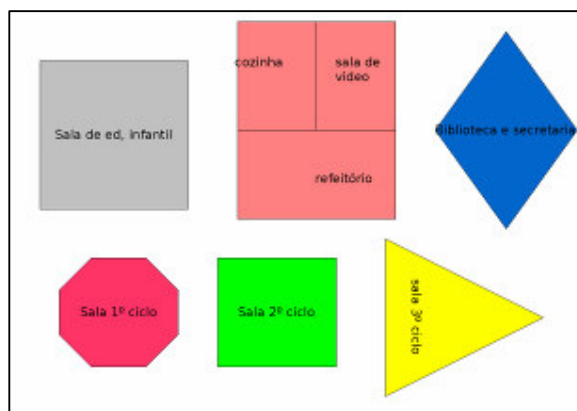 Sala de ed, infantil
cozinha
sala de
vídeo
refeitório
Biblioteca e secretaria
Sala 1º ciclo
Sala 2º ciclo
sala 3º ciclo